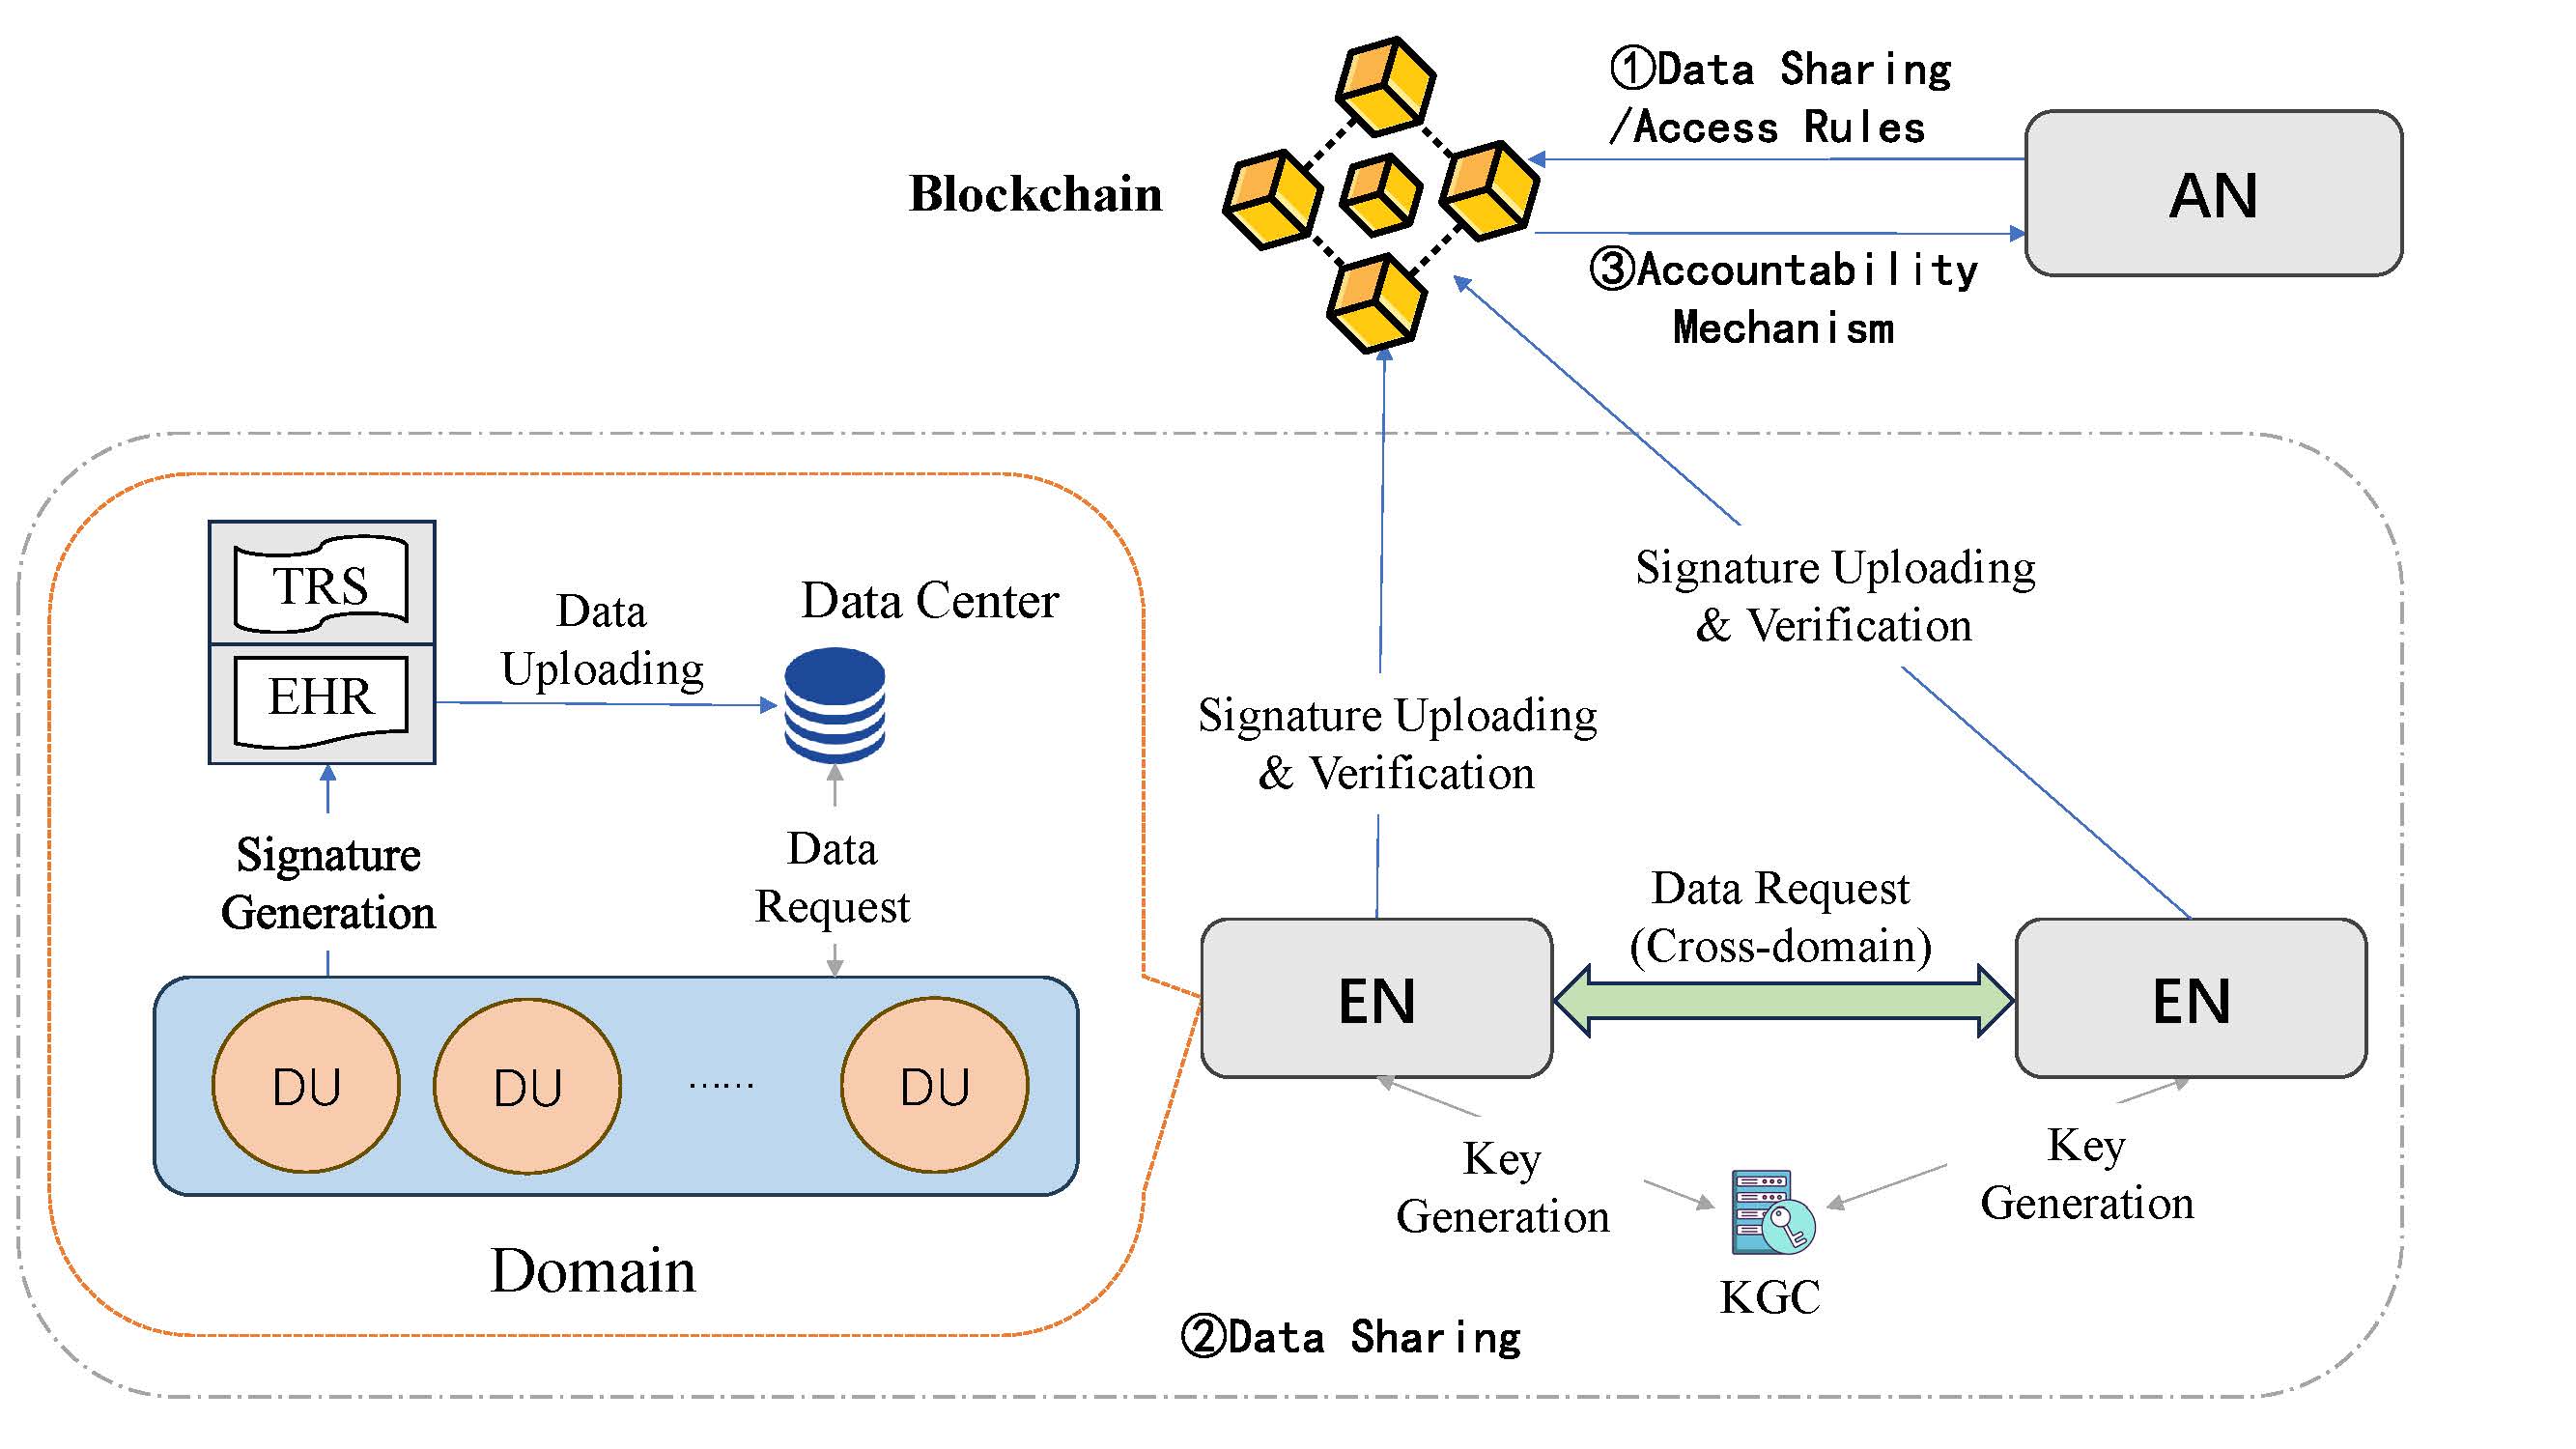 ①Data Sharing
/Access Rules
AN
Blockchain
③Accountability
Mechanism
TRS
EHR
Data
Uploading
Data Center
Signature
Generation
Data
Request
DU
DU
······
DU
Domain
Signature Uploading
& Verification
Signature Uploading
& Verification
EN
Data Request
(Cross-domain)
EN
Key
Generation
Key
Generation
KGC
②Data Sharing